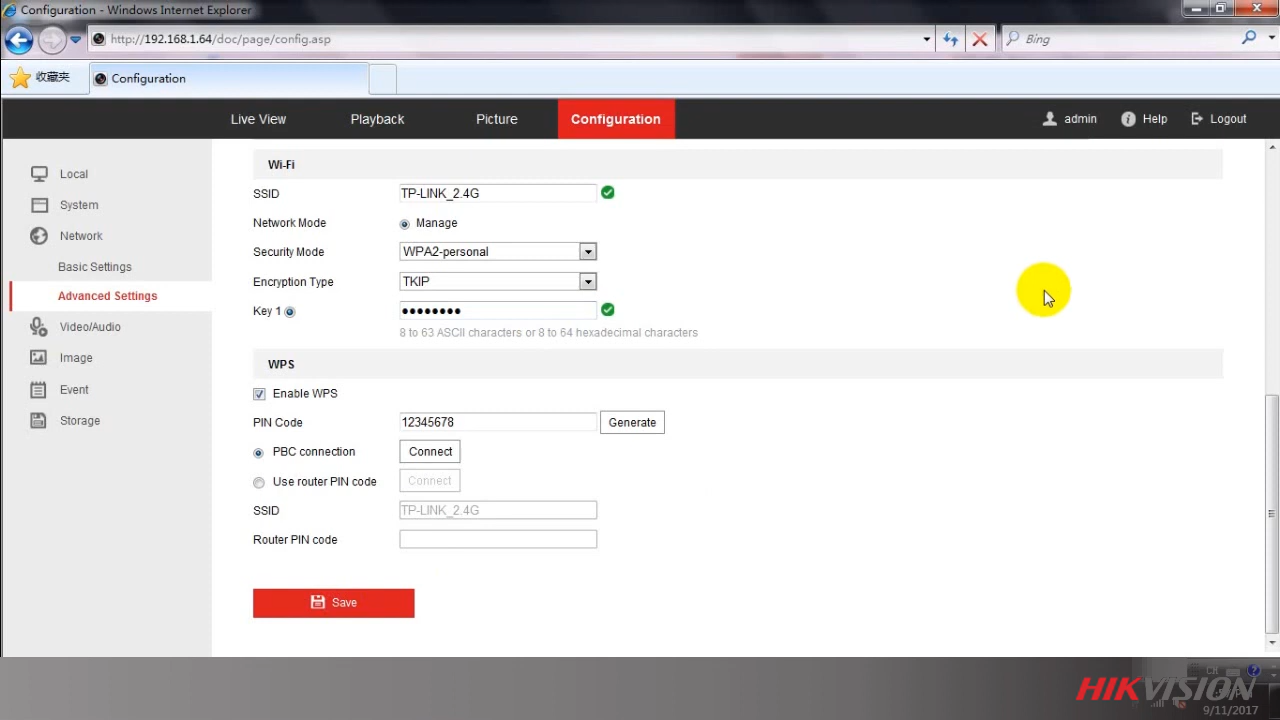 Configuration - Windows Internet Explorer
http://192.168.1.64/doc/page/config.asp
Bing
收藏夹
Configuration
Live View Playback Picture Configuration admin Help Logout
Local
System
Network
Basic Settings
Advanced Settings
Video/Audio
Image
Event
Storage
Wi-Fi
SSID TP-LINK_2.4G
Network Mode Manage
Security Mode WPA2-personal
Encryption Type TKIP
Key 1 ●●●●●●●●
8 to 63 ASCII characters or 8 to 64 hexadecimal characters
WPS
Enable WPS
PIN Code 12345678 Generate
PBC connection Connect
Use router PIN code Connect
SSID TP-LINK_2.4G
Router PIN code
Save
CH
HIKVISION
9/11/2017